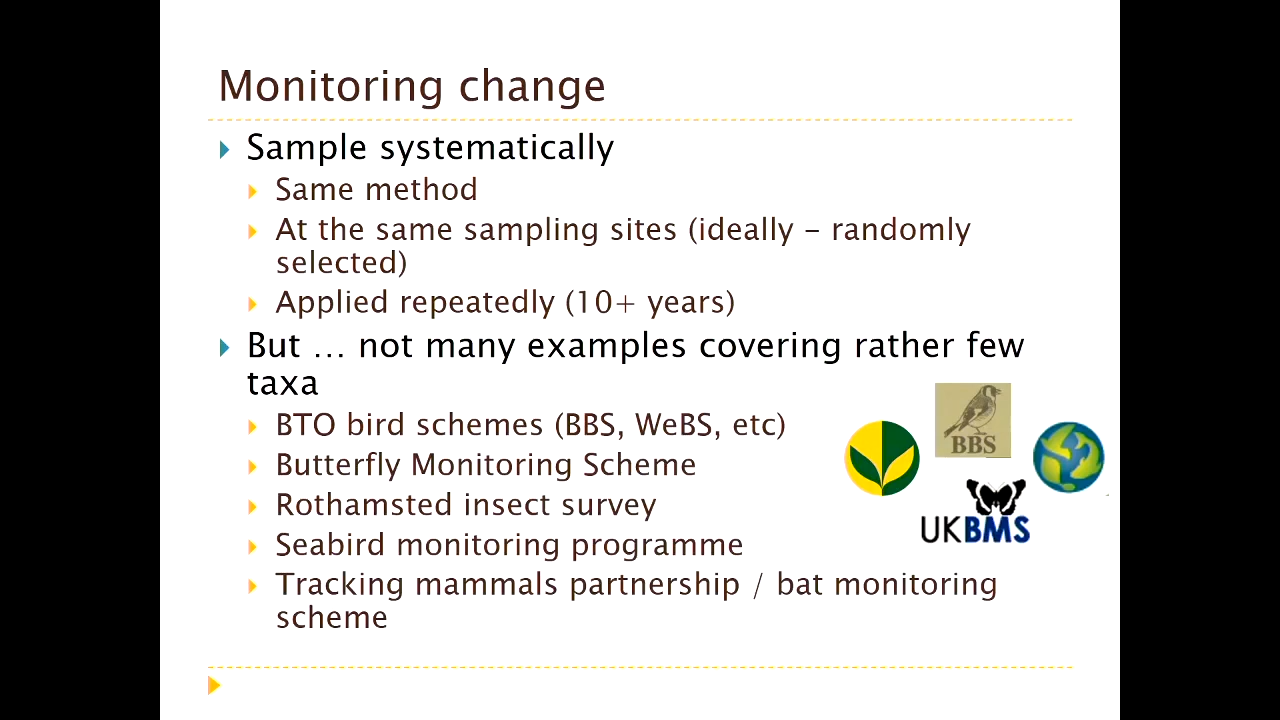 Monitoring change
Sample systematically
Same method
At the same sampling sites (ideally – randomly
selected)
Applied repeatedly (10+ years)
But … not many examples covering rather few
taxa
BTO bird schemes (BBS, WeBS, etc)
Butterfly Monitoring Scheme
Rothamsted insect survey
Seabird monitoring programme
Tracking mammals partnership / bat monitoring
scheme
BBS
UKBMS